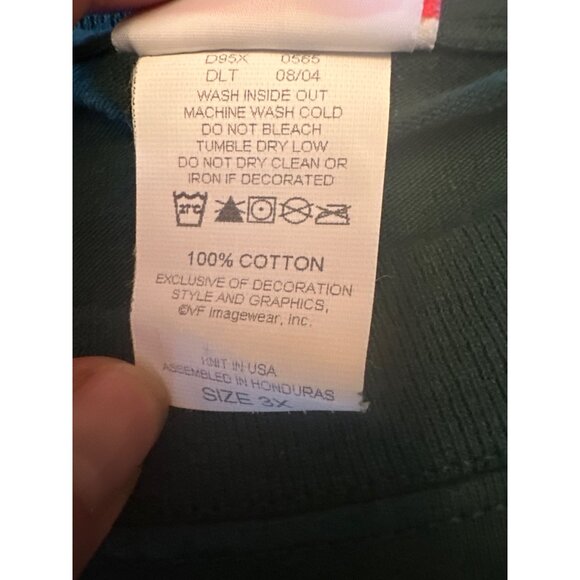 D95X 0565
DLT 08/04
WASH INSIDE OUT
MACHINE WASH COLD
DO NOT BLEACH
TUMBLE DRY LOW
DO NOT DRY CLEAN OR
IRON IF DECORATED
100% COTTON
EXCLUSIVE OF DECORATION
STYLE AND GRAPHICS,
©VF Imagewear, Inc.
KNIT IN USA
ASSEMBLED IN HONDURAS
SIZE 3X